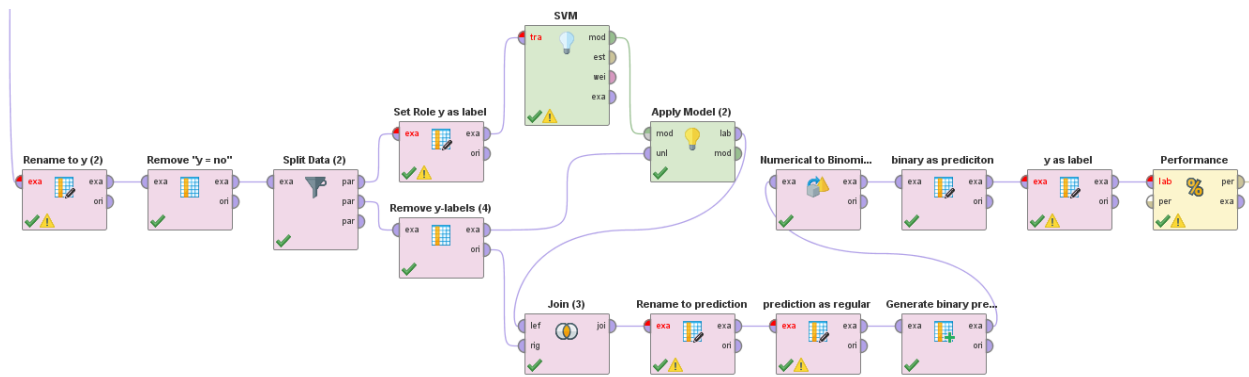 SVM
tra mod
est
wei
exa
Set Role y as label
exa exa
ori
Apply Model (2)
mod lab
unl mod
Rename to y (2)
exa exa
ori
Remove "y = no"
exa exa
ori
Split Data (2)
exa par
par
par
Remove y-labels (4)
exa exa
ori
Numerical to Binomi...
exa exa
ori
binary as prediciton
exa exa
ori
y as label
exa exa
ori
Performance
%
lab per
per exa
Join (3)
lef joi
rig
Rename to prediction
exa exa
ori
prediction as regular
exa exa
ori
Generate binary pre...
exa exa
ori